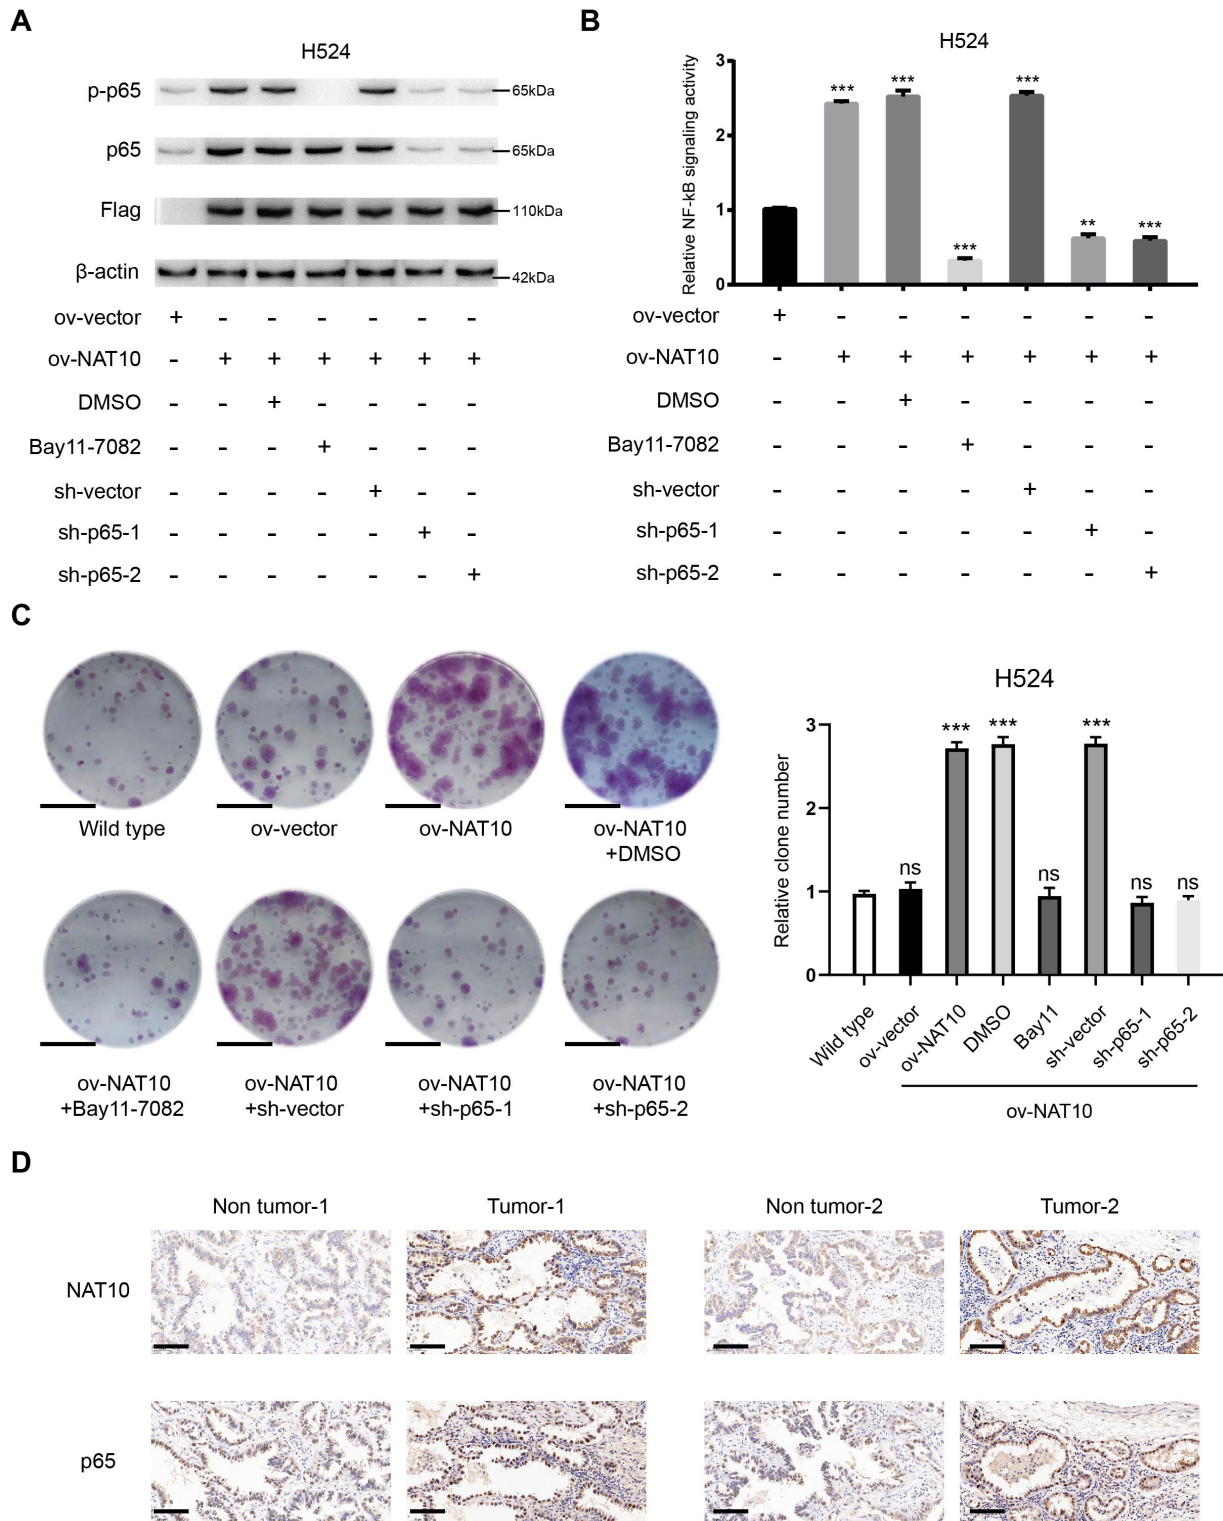 A
H524
p-p65
65kDa
p65
65kDa
Flag
110kDa
β-actin
42kDa
ov-vector + - - - - - -
ov-NAT10 - + + + + + +
DMSO - - + - - - -
Bay11-7082 - - - + - - -
sh-vector - - - - + - -
sh-p65-1 - - - - - + -
sh-p65-2 - - - - - - +
B
H524
Relative NF-kB signaling activity
3
2
1
0
*** *** *** *** ** ***
ov-vector + - - - - - -
ov-NAT10 - + + + + + +
DMSO - - + - - - -
Bay11-7082 - - - + - - -
sh-vector - - - - + - -
sh-p65-1 - - - - - + -
sh-p65-2 - - - - - - +
C
Wild type
ov-vector
ov-NAT10
ov-NAT10
+DMSO
ov-NAT10
+Bay11-7082
ov-NAT10
+sh-vector
ov-NAT10
+sh-p65-1
ov-NAT10
+sh-p65-2
H524
Relative clone number
3
2
1
0
ns *** *** ns *** ns ns
Wild type
ov-vector
ov-NAT10
DMSO
Bay11
sh-vector
sh-p65-1
sh-p65-2
ov-NAT10
D
Non tumor-1
Tumor-1
Non tumor-2
Tumor-2
NAT10
p65